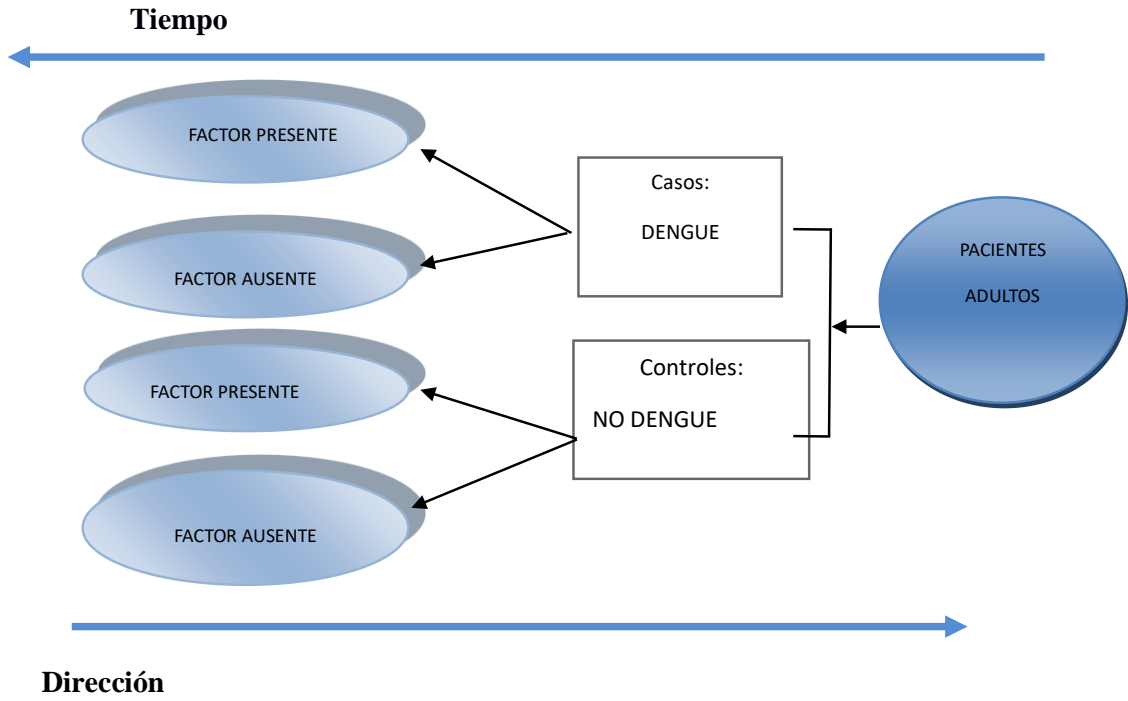 Tiempo
FACTOR PRESENTE
FACTOR AUSENTE
FACTOR PRESENTE
FACTOR AUSENTE
Casos:
DENGUE
Controles:
NO DENGUE
PACIENTES
ADULTOS
Dirección